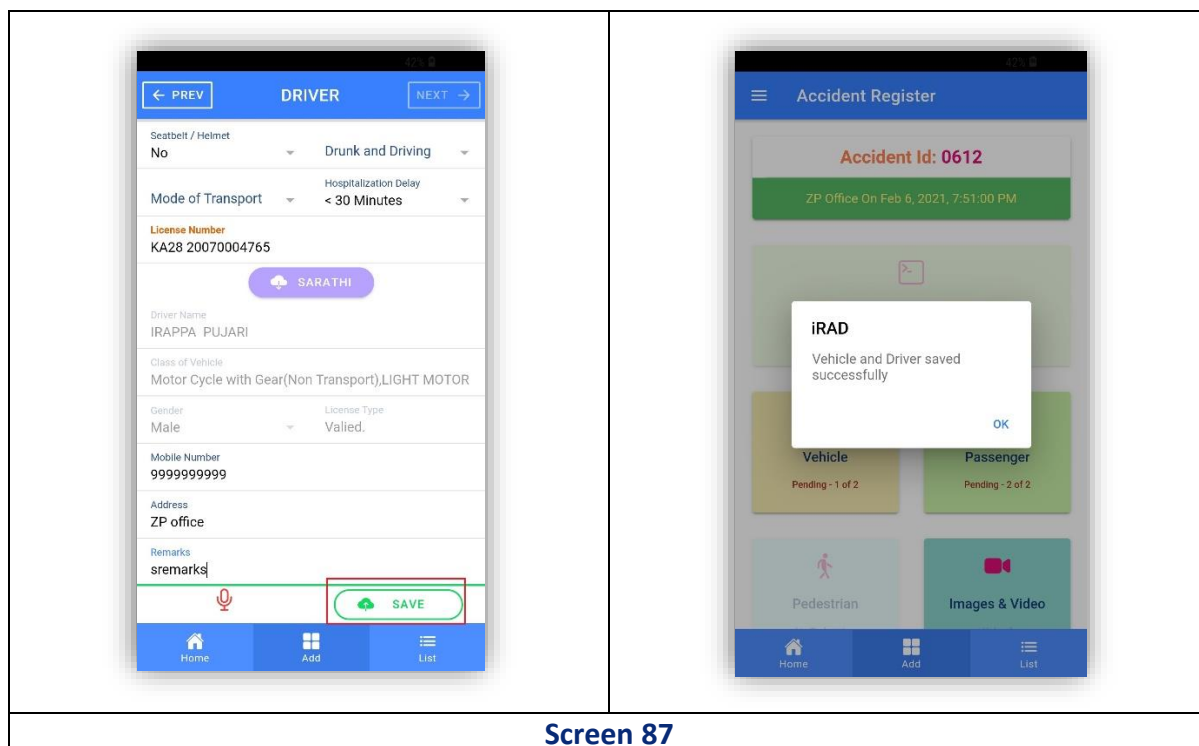 42%
← PREV DRIVER NEXT →
Seatbelt / Helmet
No Drunk and Driving
Mode of Transport
Hospitalization Delay
< 30 Minutes
License Number
KA28 20070004765
SARATHI
Driver Name
IRAPPA PUJARI
Class of Vehicle
Motor Cycle with Gear(Non Transport),LIGHT MOTOR
Gender License Type
Male Valied.
Mobile Number
9999999999
Address
ZP office
Remarks
sremarks
SAVE
Home Add List
42%
Accident Register
Accident Id: 0612
ZP Office On Feb 6, 2021, 7:51:00 PM
iRAD
Vehicle and Driver saved
successfully
OK
Vehicle Passenger
Pending - 1 of 2 Pending - 2 of 2
Pedestrian Images & Video
Home Add List
Screen 87